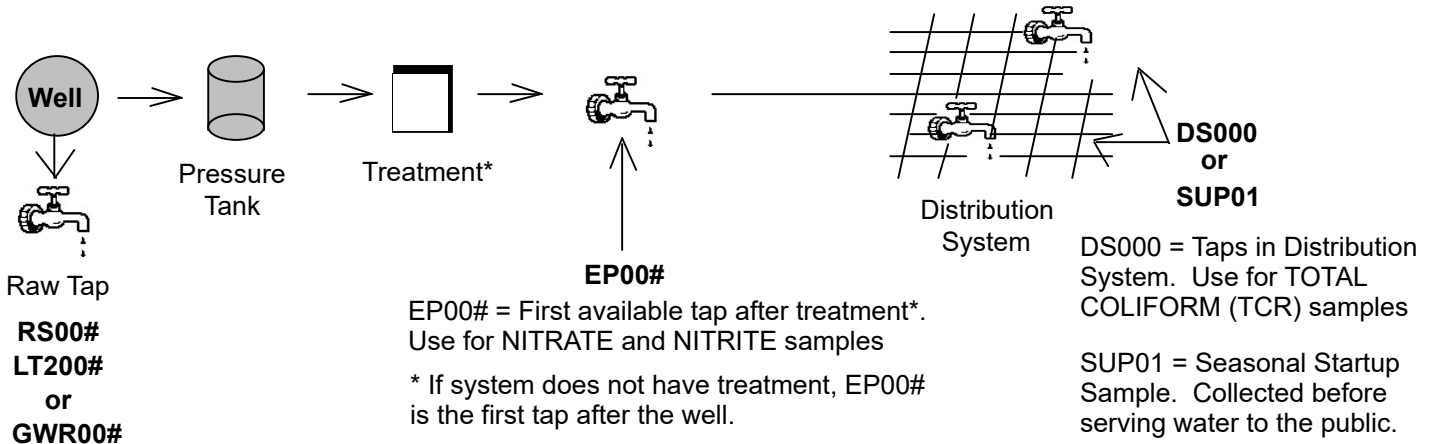 Well
Raw Tap
RS00#
LT200#
or
GWR00#
Pressure
Tank
Treatment*
EP00#
EP00# = First available tap after treatment*.
Use for NITRATE and NITRITE samples
* If system does not have treatment, EP00#
is the first tap after the well.
Distribution
System
DS000
or
SUP01
DS000 = Taps in Distribution
System. Use for TOTAL
COLIFORM (TCR) samples
SUP01 = Seasonal Startup
Sample. Collected before
serving water to the public.